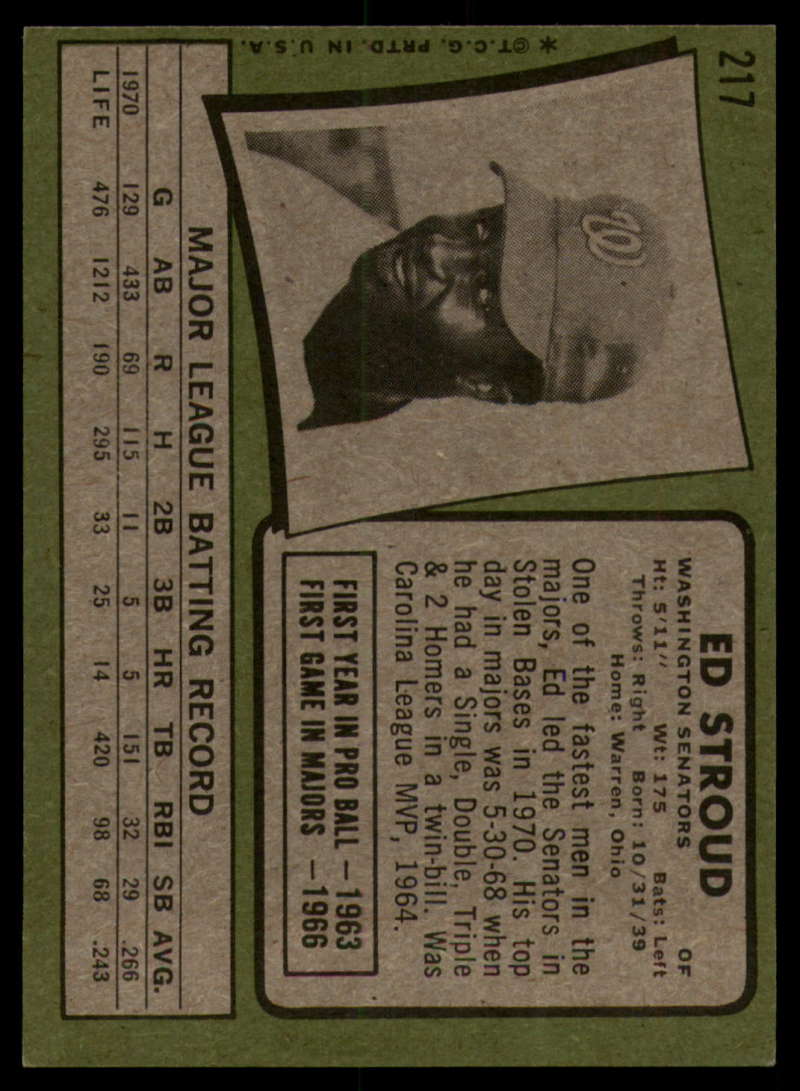 217
ED STROUD
WASHINGTON SENATORS OF
Ht: 5'11" Wt: 175 Bats: Left
Throws: Right Born: 10/31/39
Home: Warren, Ohio
One of the fastest men in the
majors, Ed led the Senators in
Stolen Bases in 1970. His top
day in majors was 5-30-68 when
he had a Single, Double, Triple
& 2 Homers in a twin-bill. Was
Carolina League MVP, 1964.
FIRST YEAR IN PRO BALL — 1963
FIRST GAME IN MAJORS — 1966
W
✶ ©T.C.G. PRTD. IN U.S.A.
MAJOR LEAGUE BATTING RECORD
G AB R H 2B 3B HR TB RBI SB AVG.
1970 129 433 69 115 11 5 5 151 32 29 .266
LIFE 476 1212 190 295 33 25 14 420 98 68 .243